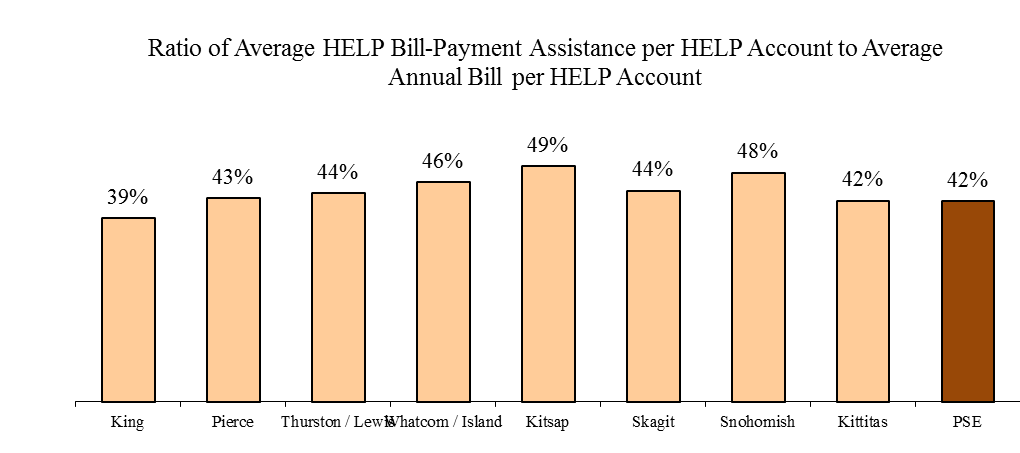 Ratio of Average HELP Bill-Payment Assistance per HELP Account to Average
Annual Bill per HELP Account
39%
43%
44%
46%
49%
44%
48%
42%
42%
King
Pierce
Thurston / Lewis
Whatcom / Island
Kitsap
Skagit
Snohomish
Kittitas
PSE